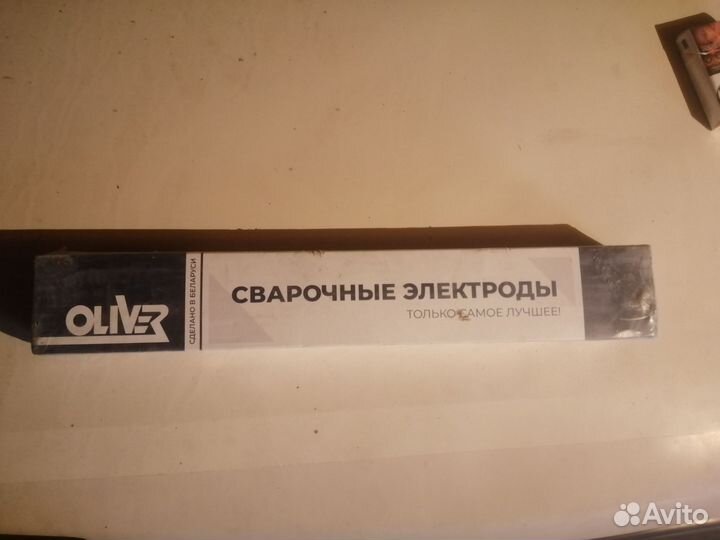 OLIVER
СДЕЛАНО В БЕЛАРУСИ
СВАРОЧНЫЕ ЭЛЕКТРОДЫ
ТОЛЬКО САМОЕ ЛУЧШЕЕ!
Avito